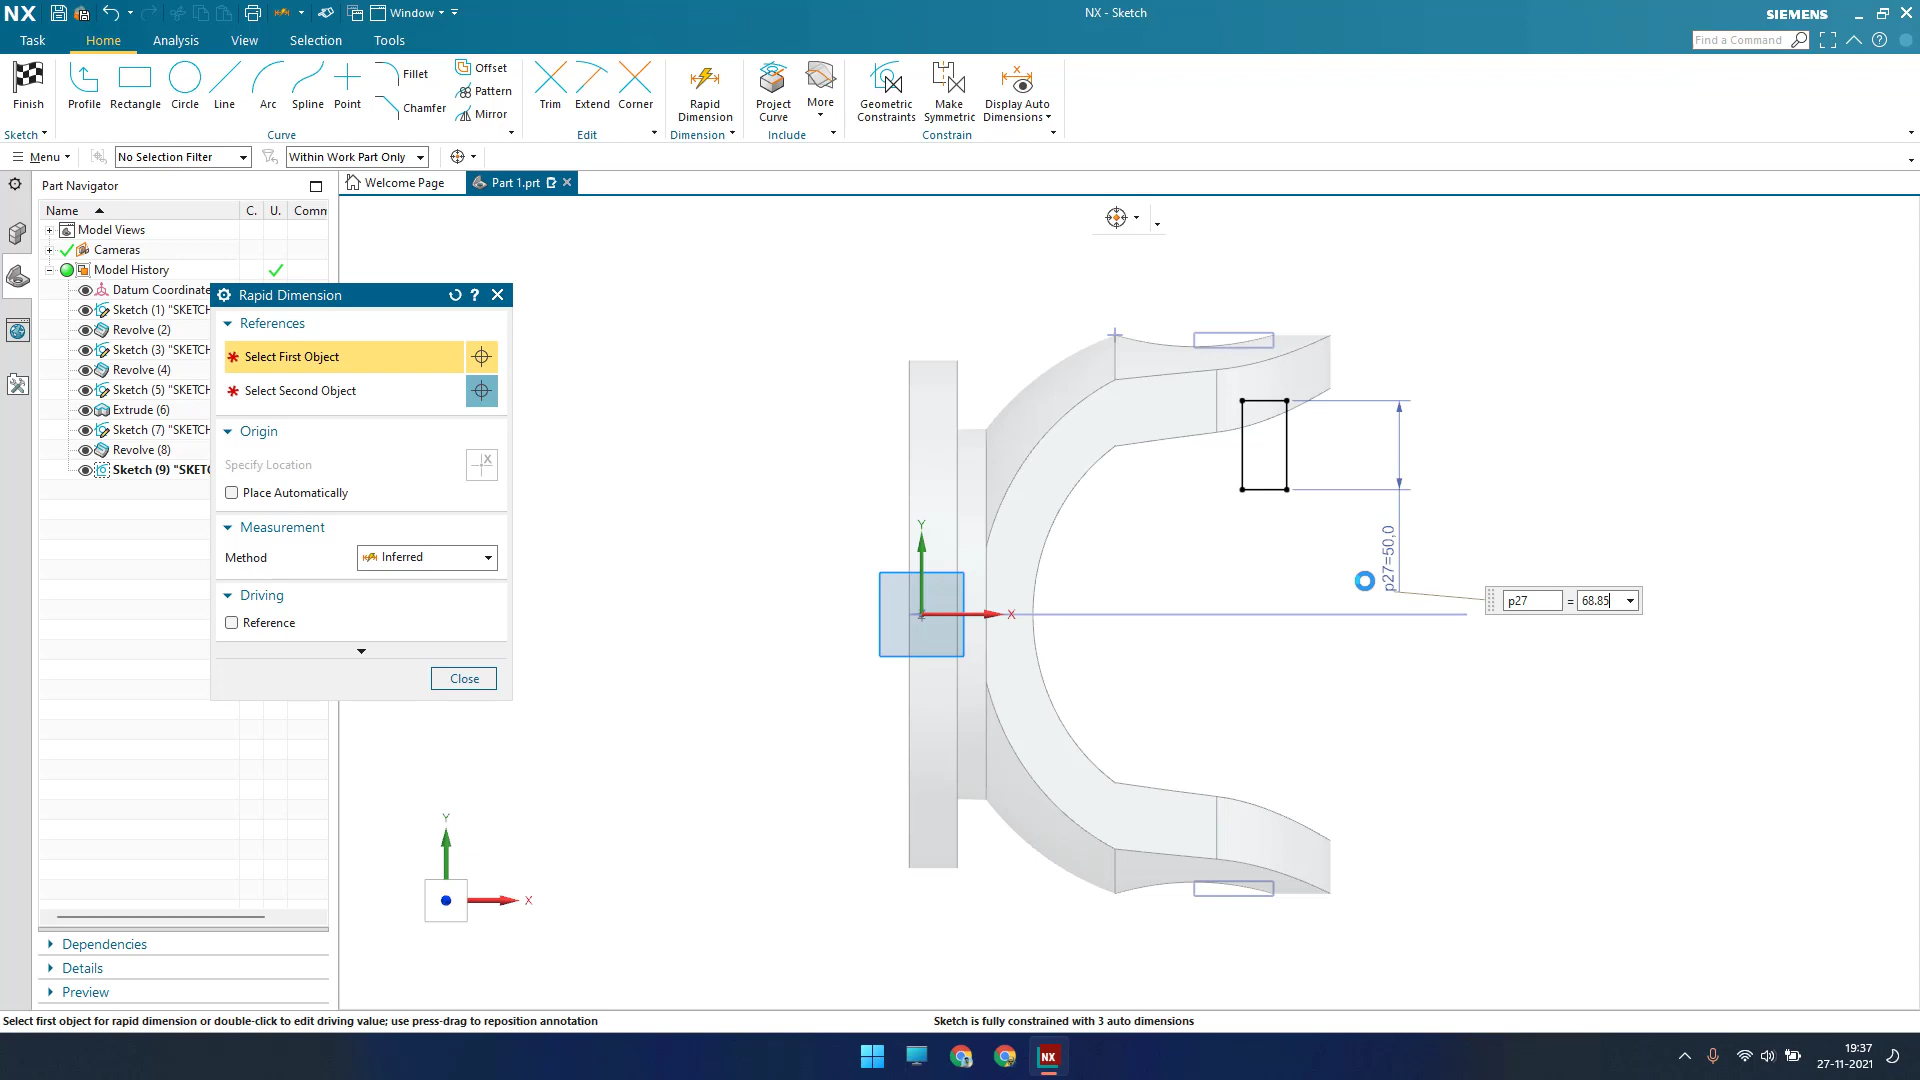 NX
Window
NX - Sketch
SIEMENS
Task
Home
Analysis
View
Selection
Tools
Find a Command
Finish
Profile
Rectangle
Circle
Line
Arc
Spline
Point
Fillet
Chamfer
Offset
Pattern
Mirror
Trim
Extend
Corner
Rapid Dimension
Project Curve
More
Geometric Constraints
Make Symmetric
Display Auto Dimensions
Sketch
Curve
Edit
Dimension
Include
Constrain
Menu
No Selection Filter
Within Work Part Only
Part Navigator
Welcome Page
Part 1.prt
Name
C.
U.
Comm
Model Views
Cameras
Model History
Datum Coordinate
Sketch (1) "SKETCH
Revolve (2)
Sketch (3) "SKETCH
Revolve (4)
Sketch (5) "SKETCH
Extrude (6)
Sketch (7) "SKETCH
Revolve (8)
Sketch (9) "SKETC
Rapid Dimension
References
Select First Object
Select Second Object
Origin
Specify Location
Place Automatically
Measurement
Method
Inferred
Driving
Reference
Close
Y
X
p27=50,0
p27
=
68.85
Y
X
Dependencies
Details
Preview
Select first object for rapid dimension or double-click to edit driving value; use press-drag to reposition annotation
Sketch is fully constrained with 3 auto dimensions
NX
19:37
27-11-2021